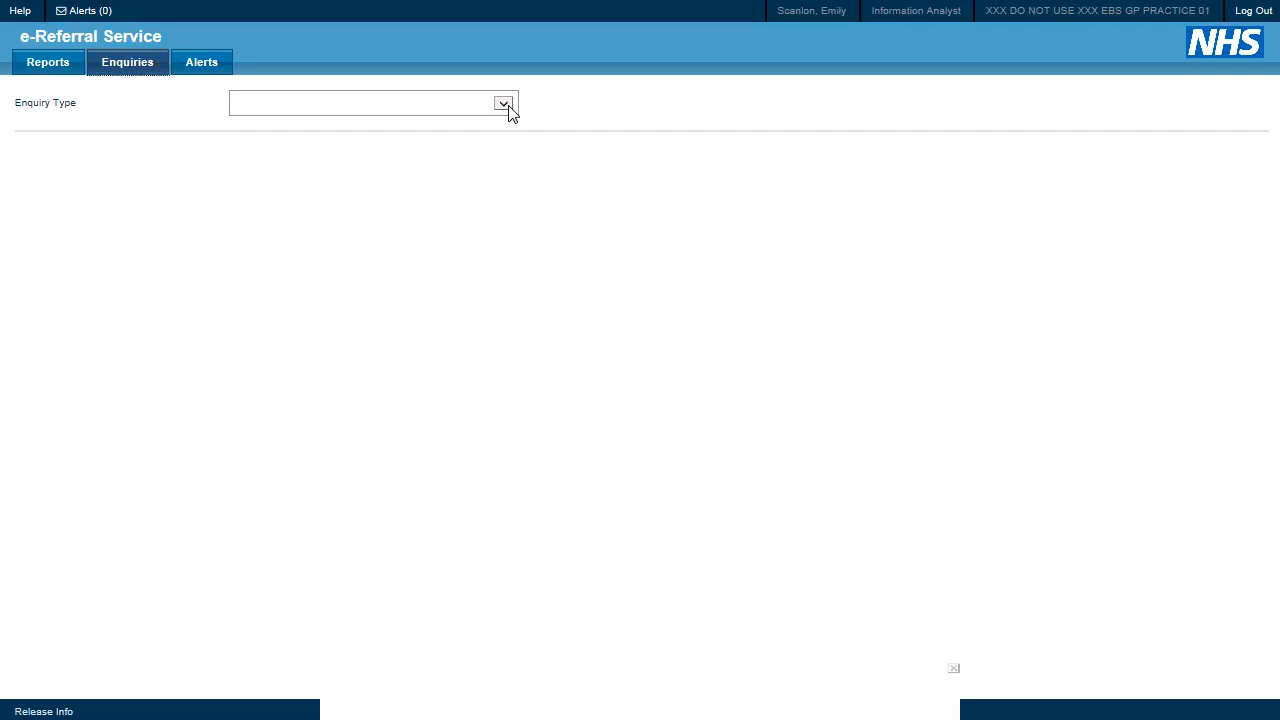 Help Alerts (0) Scanlon, Emily Information Analyst XXX DO NOT USE XXX EBS GP PRACTICE 01 Log Out
e-Referral Service
NHS
Reports Enquiries Alerts
Enquiry Type
Release Info